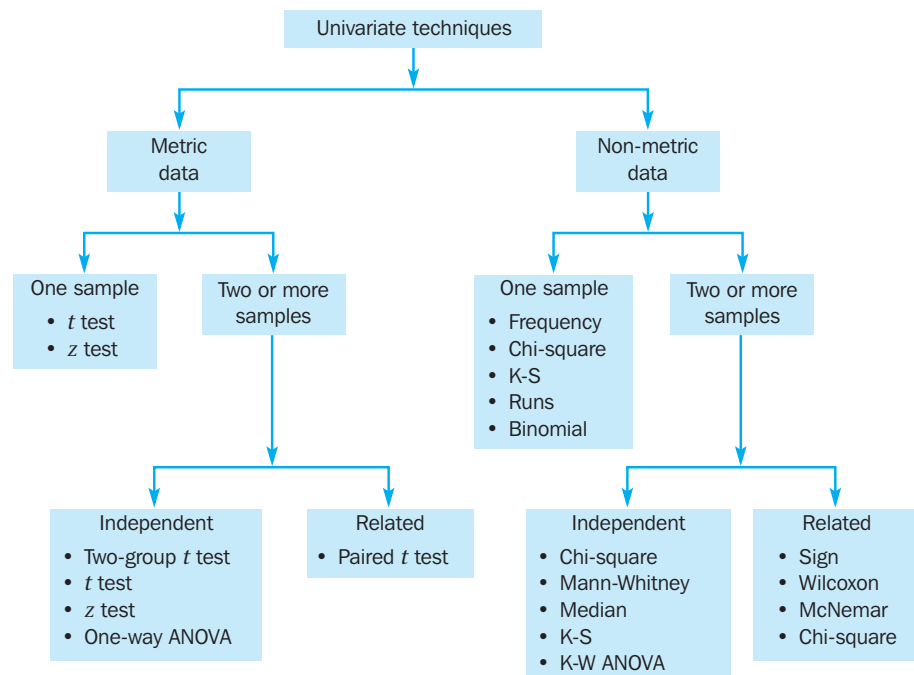 Univariate techniques
Metric
data
Non-metric
data
One sample
• t test
• z test
Two or more
samples
One sample
• Frequency
• Chi-square
• K-S
• Runs
• Binomial
Two or more
samples
Independent
• Two-group t test
• t test
• z test
• One-way ANOVA
Related
• Paired t test
Independent
• Chi-square
• Mann-Whitney
• Median
• K-S
• K-W ANOVA
Related
• Sign
• Wilcoxon
• McNemar
• Chi-square